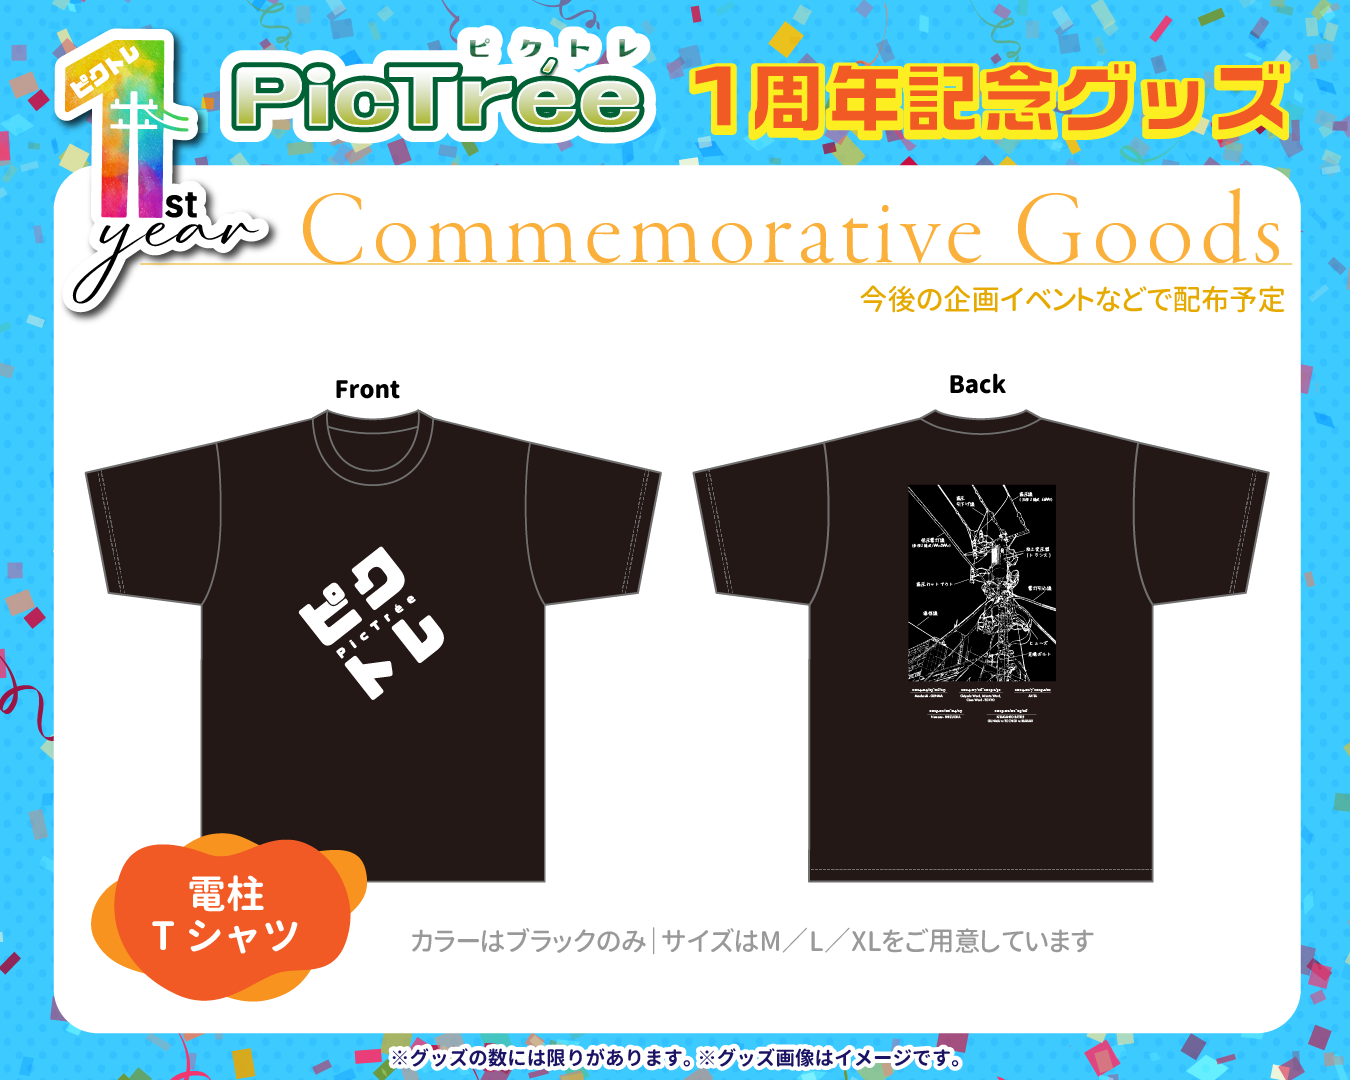 ピクトレ
1st
year
ピクトレ
PicTrée
1周年記念グッズ
Commemorative Goods
今後の企画イベントなどで配布予定
Front
Back
ピクトレ
PicTrée
電柱
Tシャツ
カラーはブラックのみ|サイズはM／L／XLをご用意しています
※グッズの数には限りがあります。※グッズ画像はイメージです。